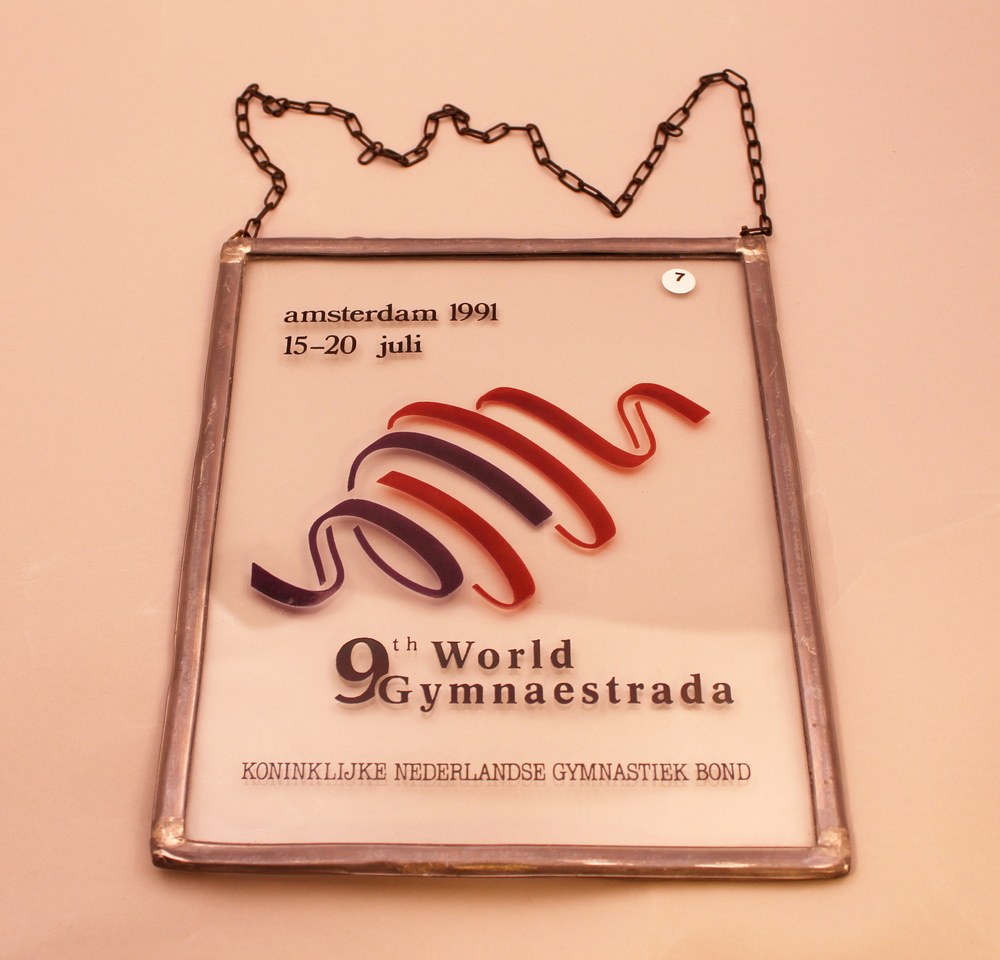 7
amsterdam 1991
15–20 juli
9th World
Gymnaestrada
KONINKLIJKE NEDERLANDSE GYMNASTIEK BOND